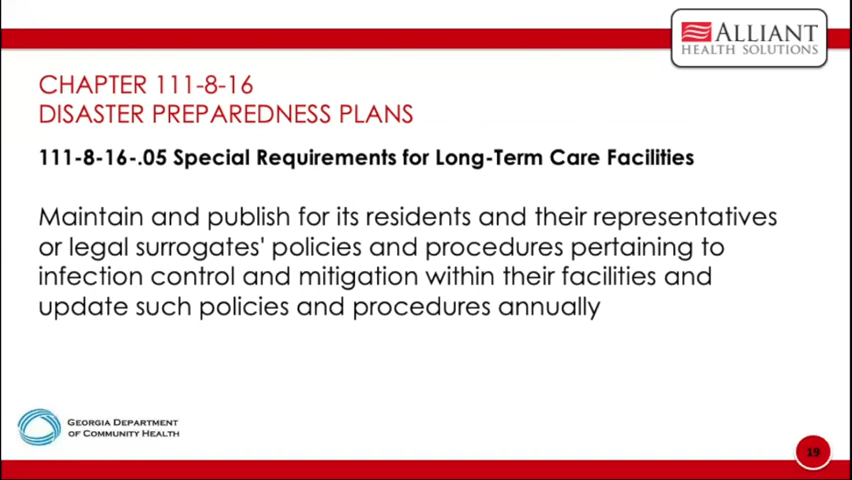 ALLIANT
HEALTH SOLUTIONS
CHAPTER 111-8-16
DISASTER PREPAREDNESS PLANS
111-8-16-.05 Special Requirements for Long-Term Care Facilities
Maintain and publish for its residents and their representatives
or legal surrogates' policies and procedures pertaining to
infection control and mitigation within their facilities and
update such policies and procedures annually
GEORGIA DEPARTMENT
OF COMMUNITY HEALTH
19